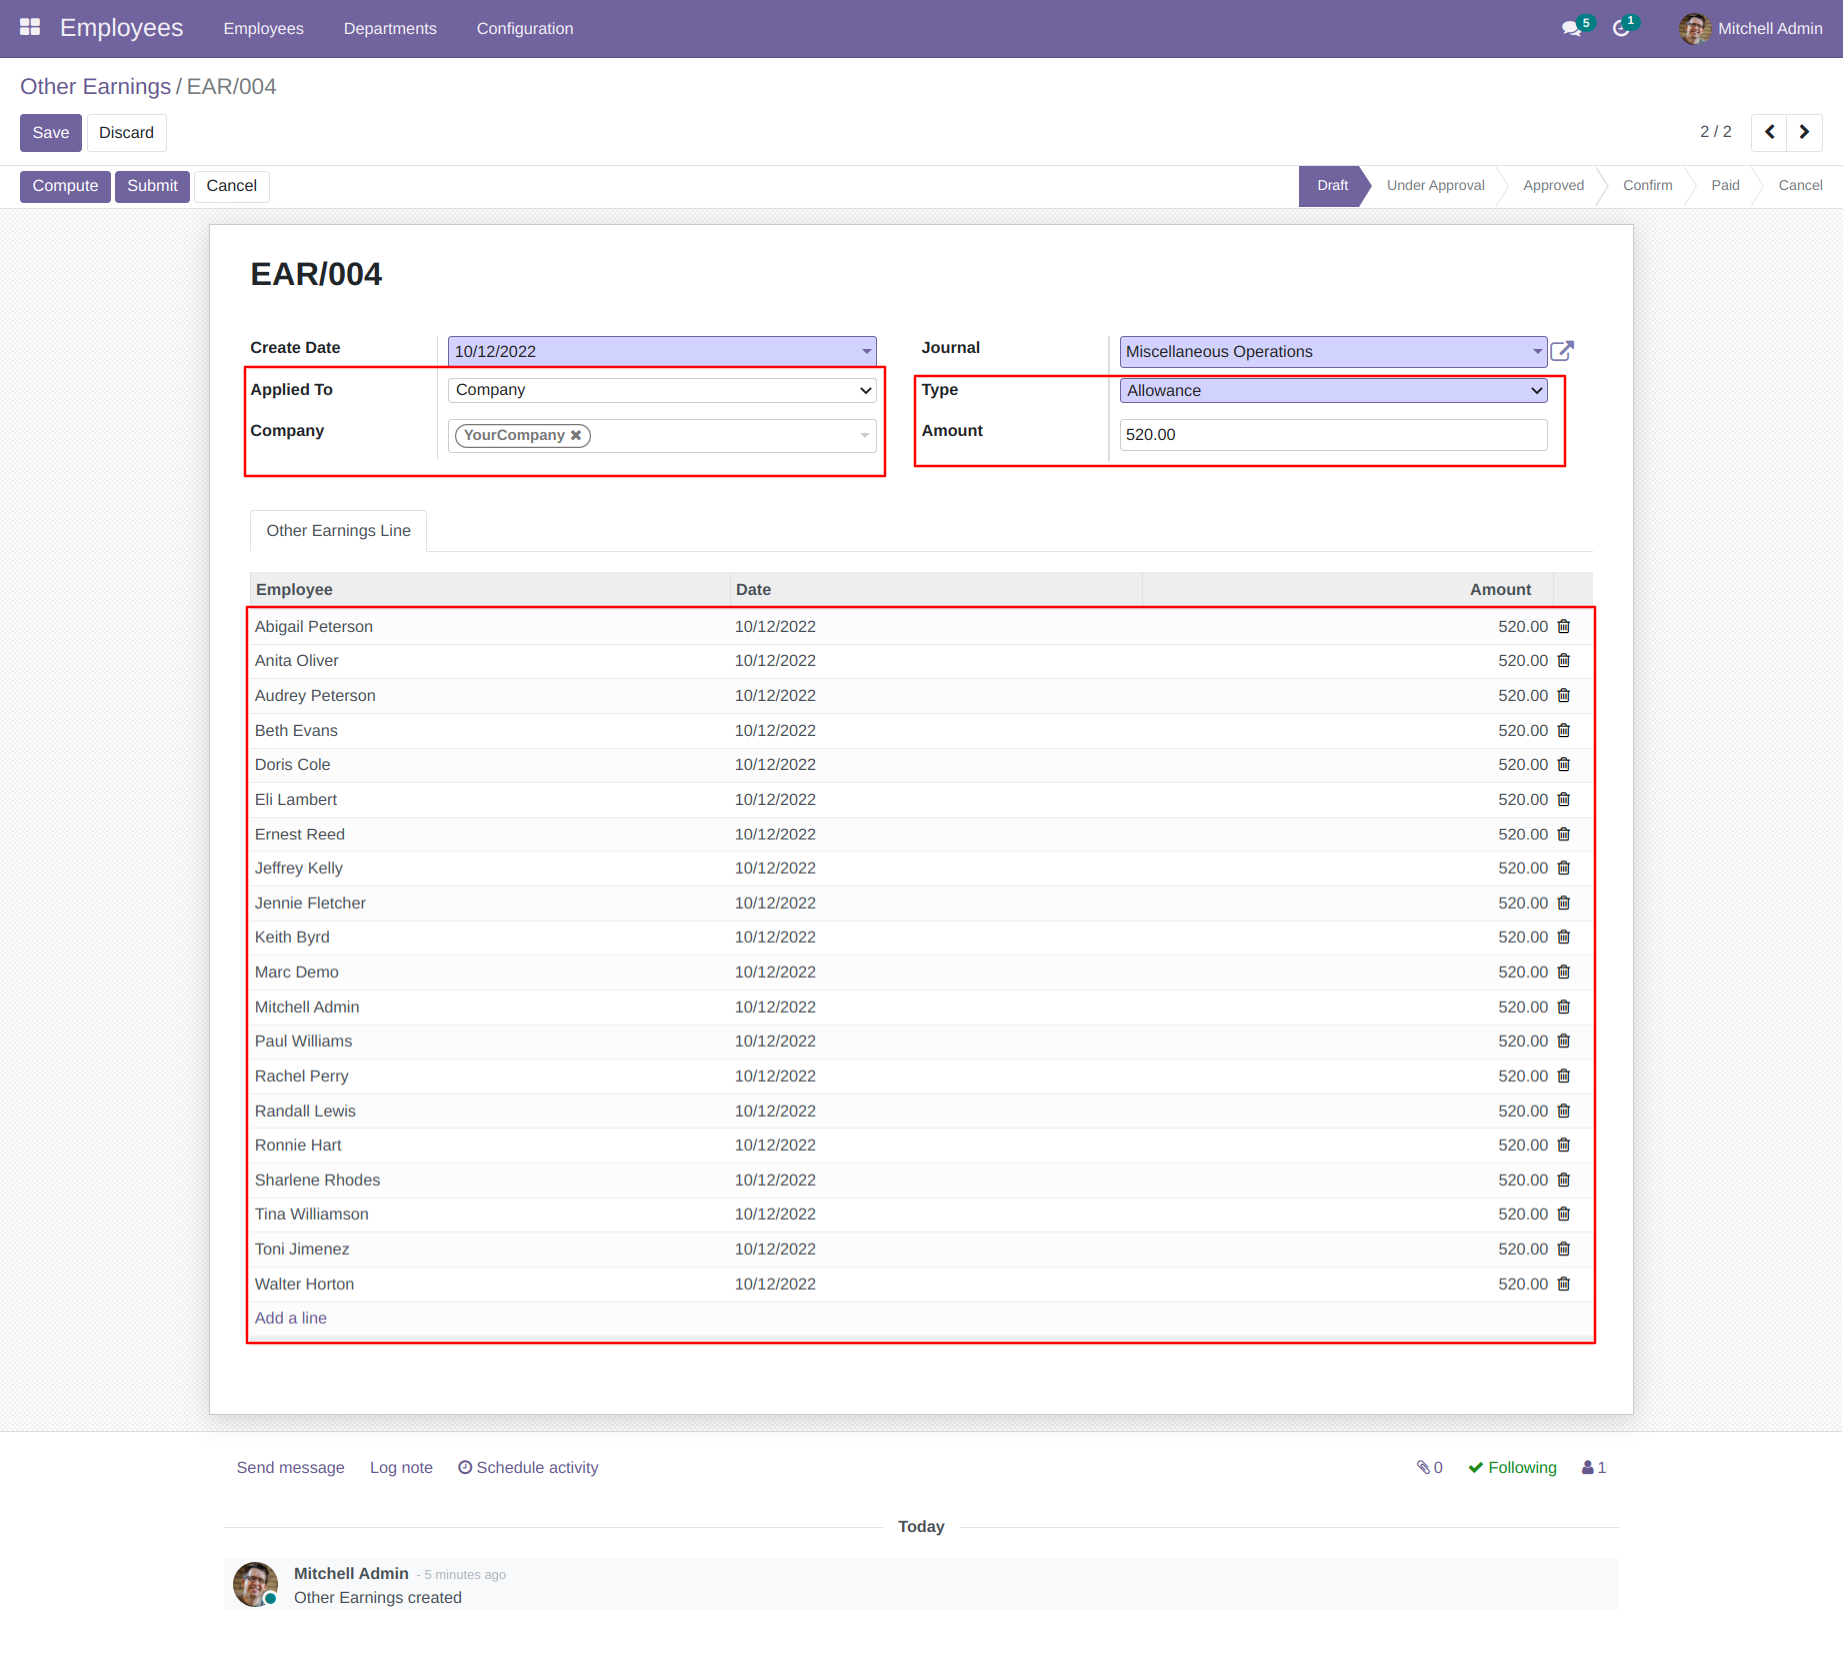 Employees Employees Departments Configuration 5 1 Mitchell Admin
Other Earnings / EAR/004
Save Discard 2 / 2
Compute Submit Cancel Draft Under Approval Approved Confirm Paid Cancel
EAR/004
Create Date 10/12/2022 Journal Miscellaneous Operations
Applied To Company Type Allowance
Company YourCompany Amount 520.00
Other Earnings Line
Employee Date Amount
Abigail Peterson 10/12/2022 520.00
Anita Oliver 10/12/2022 520.00
Audrey Peterson 10/12/2022 520.00
Beth Evans 10/12/2022 520.00
Doris Cole 10/12/2022 520.00
Eli Lambert 10/12/2022 520.00
Ernest Reed 10/12/2022 520.00
Jeffrey Kelly 10/12/2022 520.00
Jennie Fletcher 10/12/2022 520.00
Keith Byrd 10/12/2022 520.00
Marc Demo 10/12/2022 520.00
Mitchell Admin 10/12/2022 520.00
Paul Williams 10/12/2022 520.00
Rachel Perry 10/12/2022 520.00
Randall Lewis 10/12/2022 520.00
Ronnie Hart 10/12/2022 520.00
Sharlene Rhodes 10/12/2022 520.00
Tina Williamson 10/12/2022 520.00
Toni Jimenez 10/12/2022 520.00
Walter Horton 10/12/2022 520.00
Add a line
Send message Log note Schedule activity 0 Following 1
Today
Mitchell Admin - 5 minutes ago
Other Earnings created